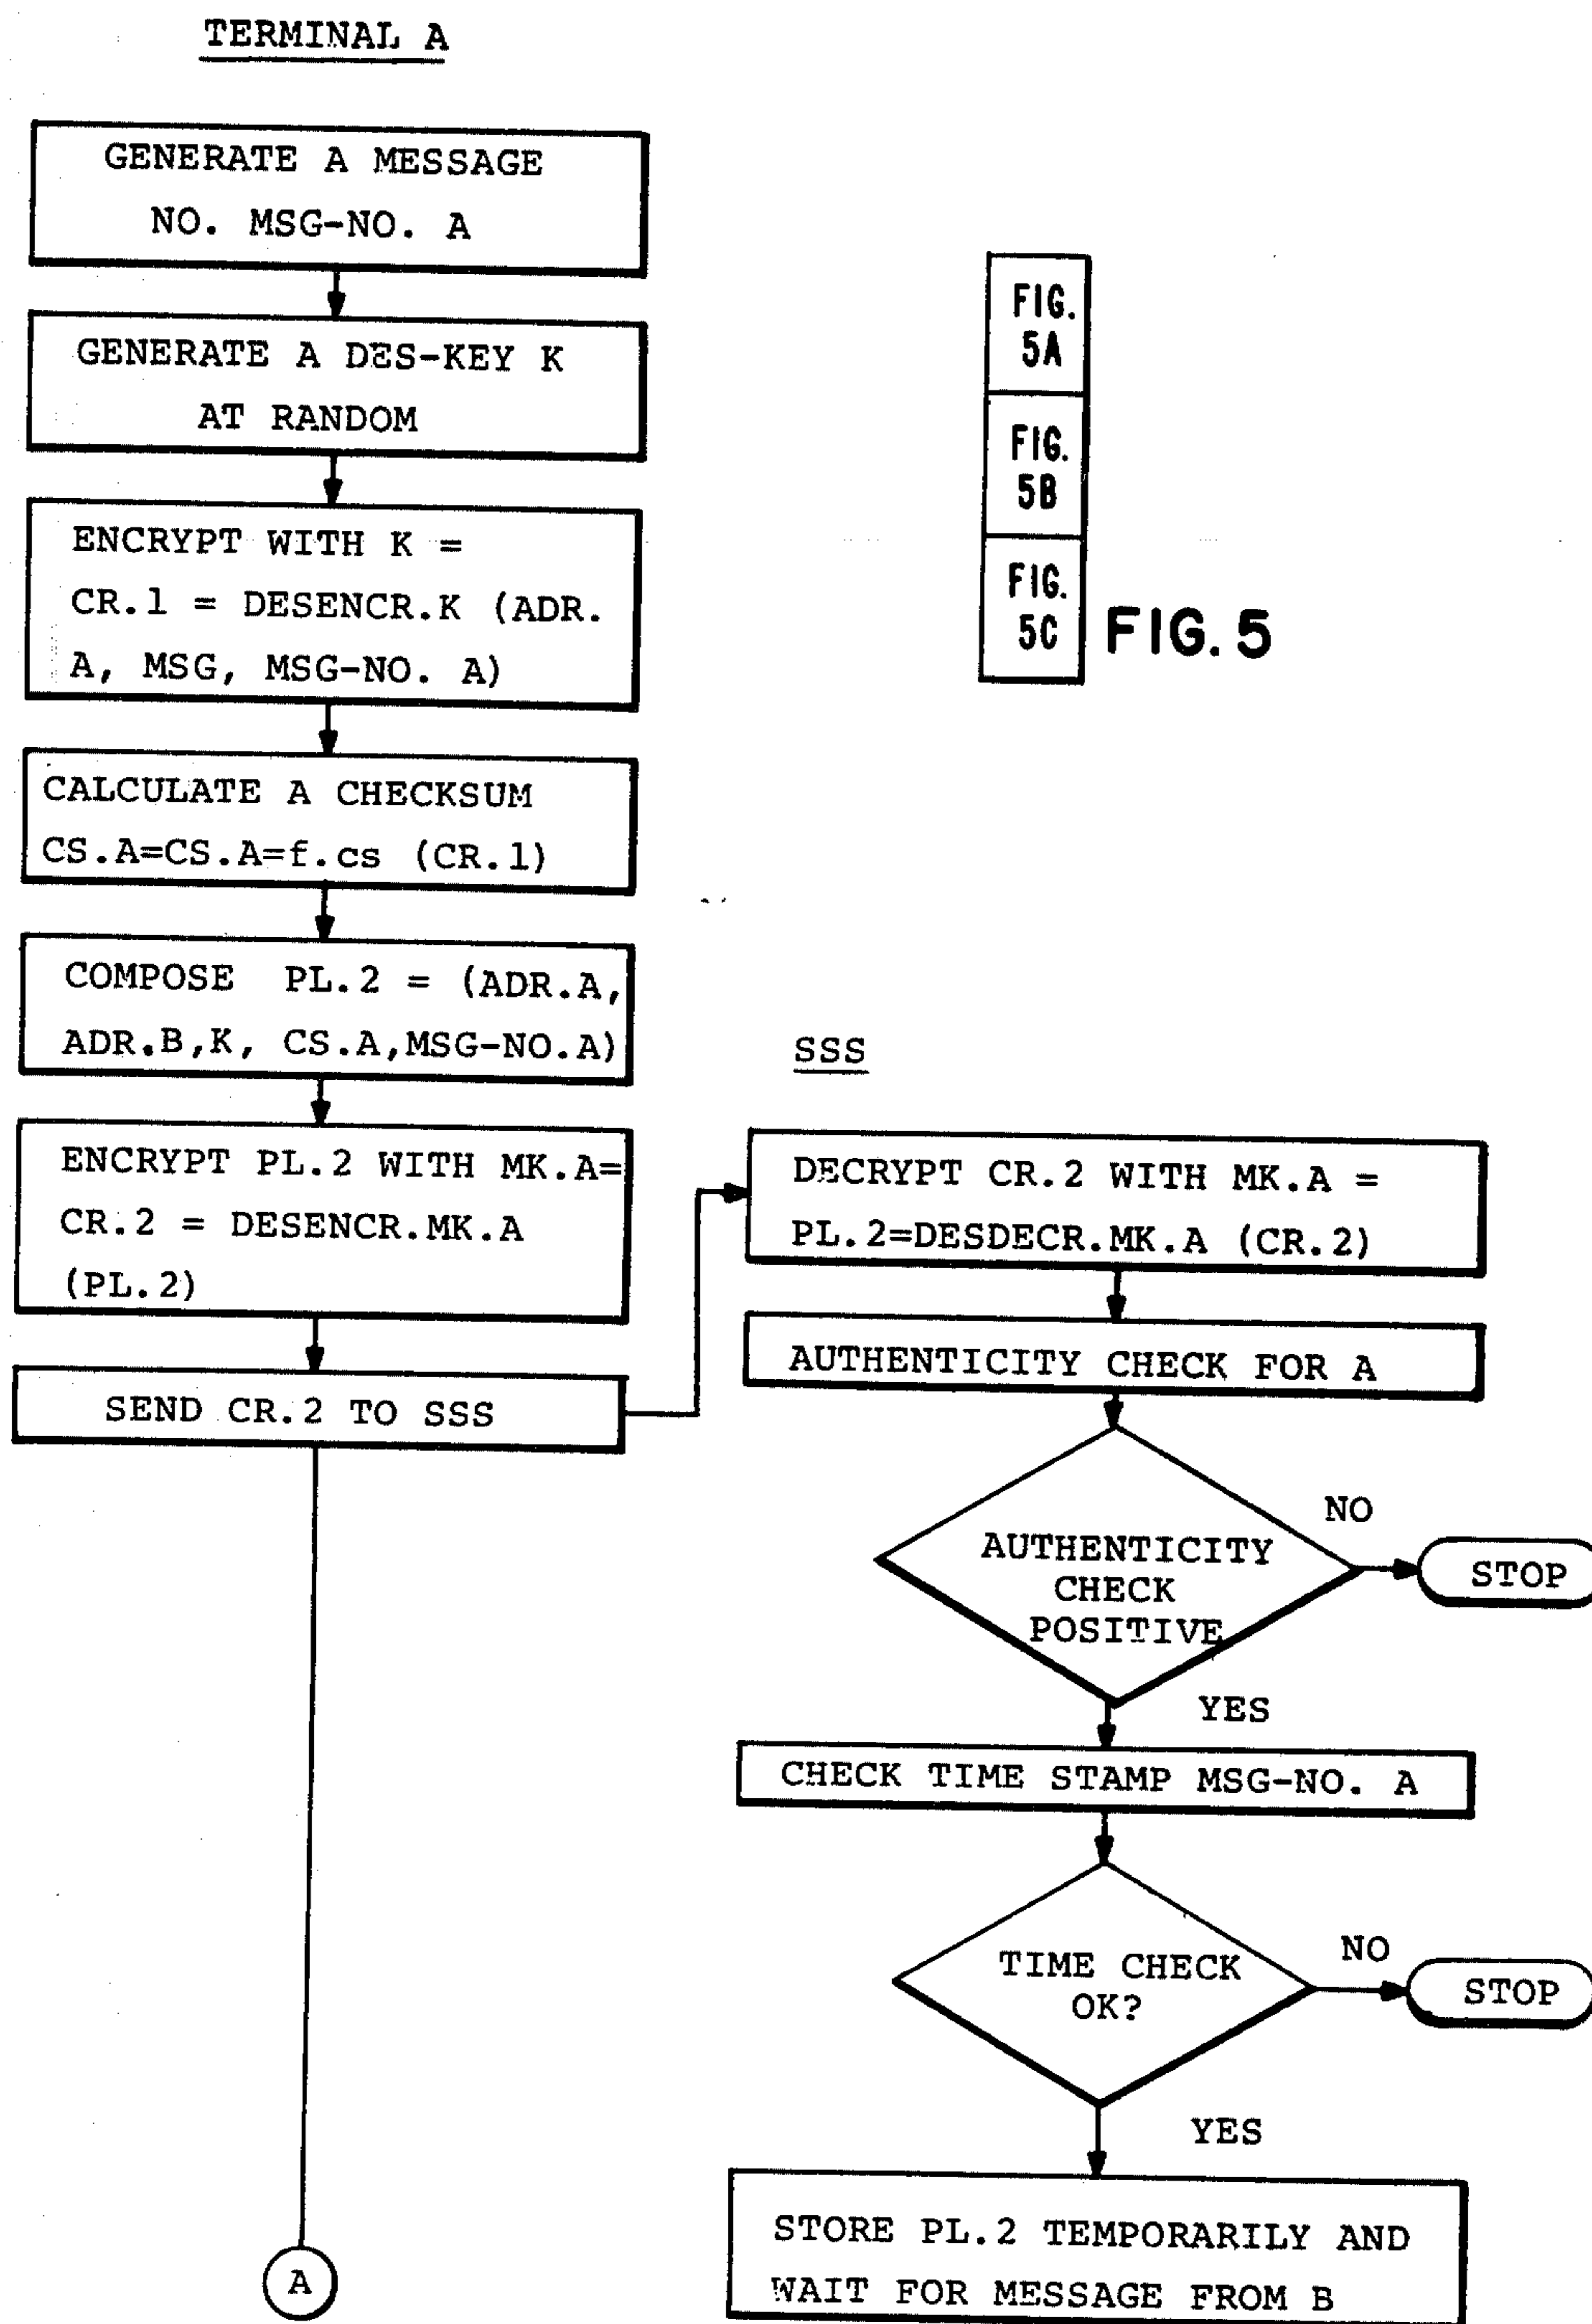 TERMINAL A
GENERATE A MESSAGE
NO. MSG-NO. A
GENERATE A DES-KEY K
AT RANDOM
ENCRYPT WITH K =
CR.1 = DESENCR.K (ADR.
A, MSG, MSG-NO. A)
CALCULATE A CHECKSUM
CS.A=CS.A=f.cs (CR.1)
COMPOSE PL.2 = (ADR.A,
ADR.B,K, CS.A,MSG-NO.A)
ENCRYPT PL.2 WITH MK.A=
CR.2 = DESENCR.MK.A
(PL.2)
SEND CR.2 TO SSS
A
FIG.
5A
FIG.
5B
FIG.
5C
FIG. 5
SSS
DECRYPT CR.2 WITH MK.A =
PL.2=DESDECR.MK.A (CR.2)
AUTHENTICITY CHECK FOR A
AUTHENTICITY
CHECK
POSITIVE
NO
STOP
YES
CHECK TIME STAMP MSG-NO. A
TIME CHECK
OK?
NO
STOP
YES
STORE PL.2 TEMPORARILY AND
WAIT FOR MESSAGE FROM B